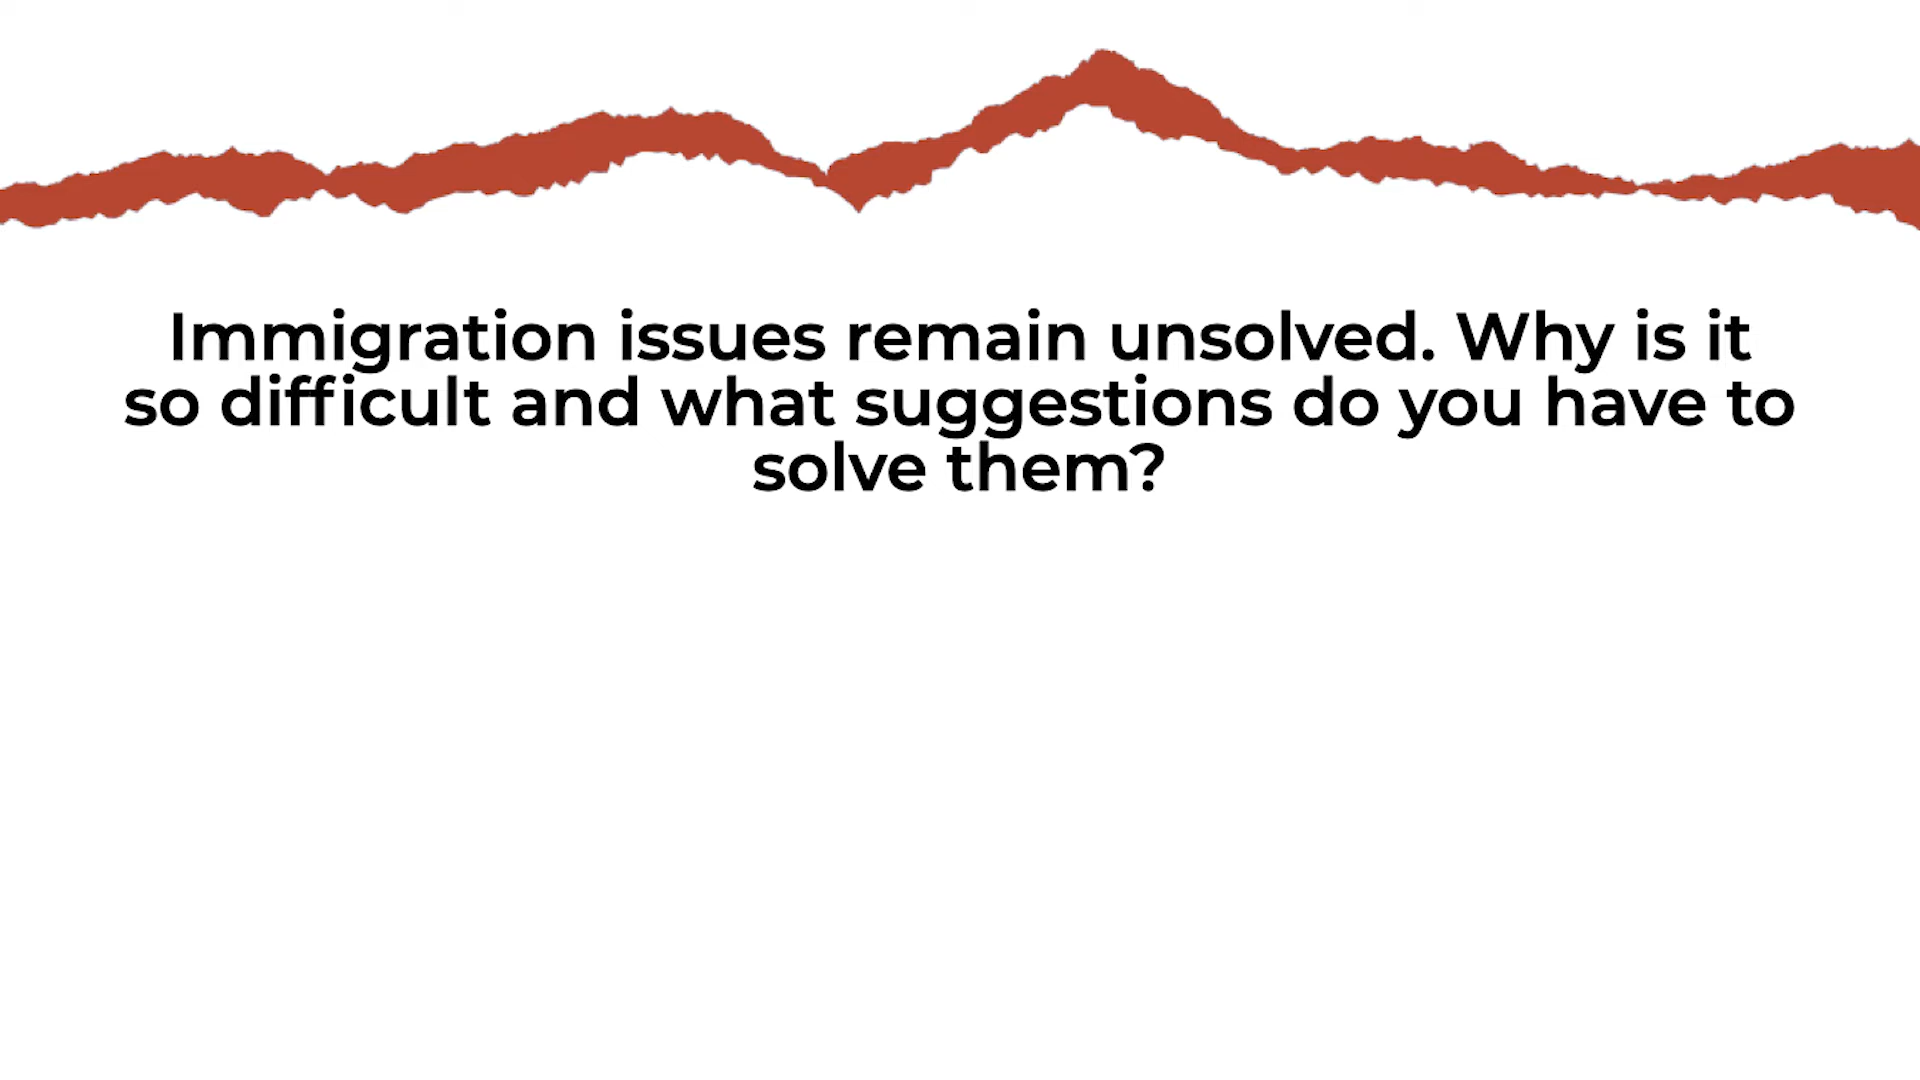 Immigration issues remain unsolved. Why is it
so difficult and what suggestions do you have to
solve them?